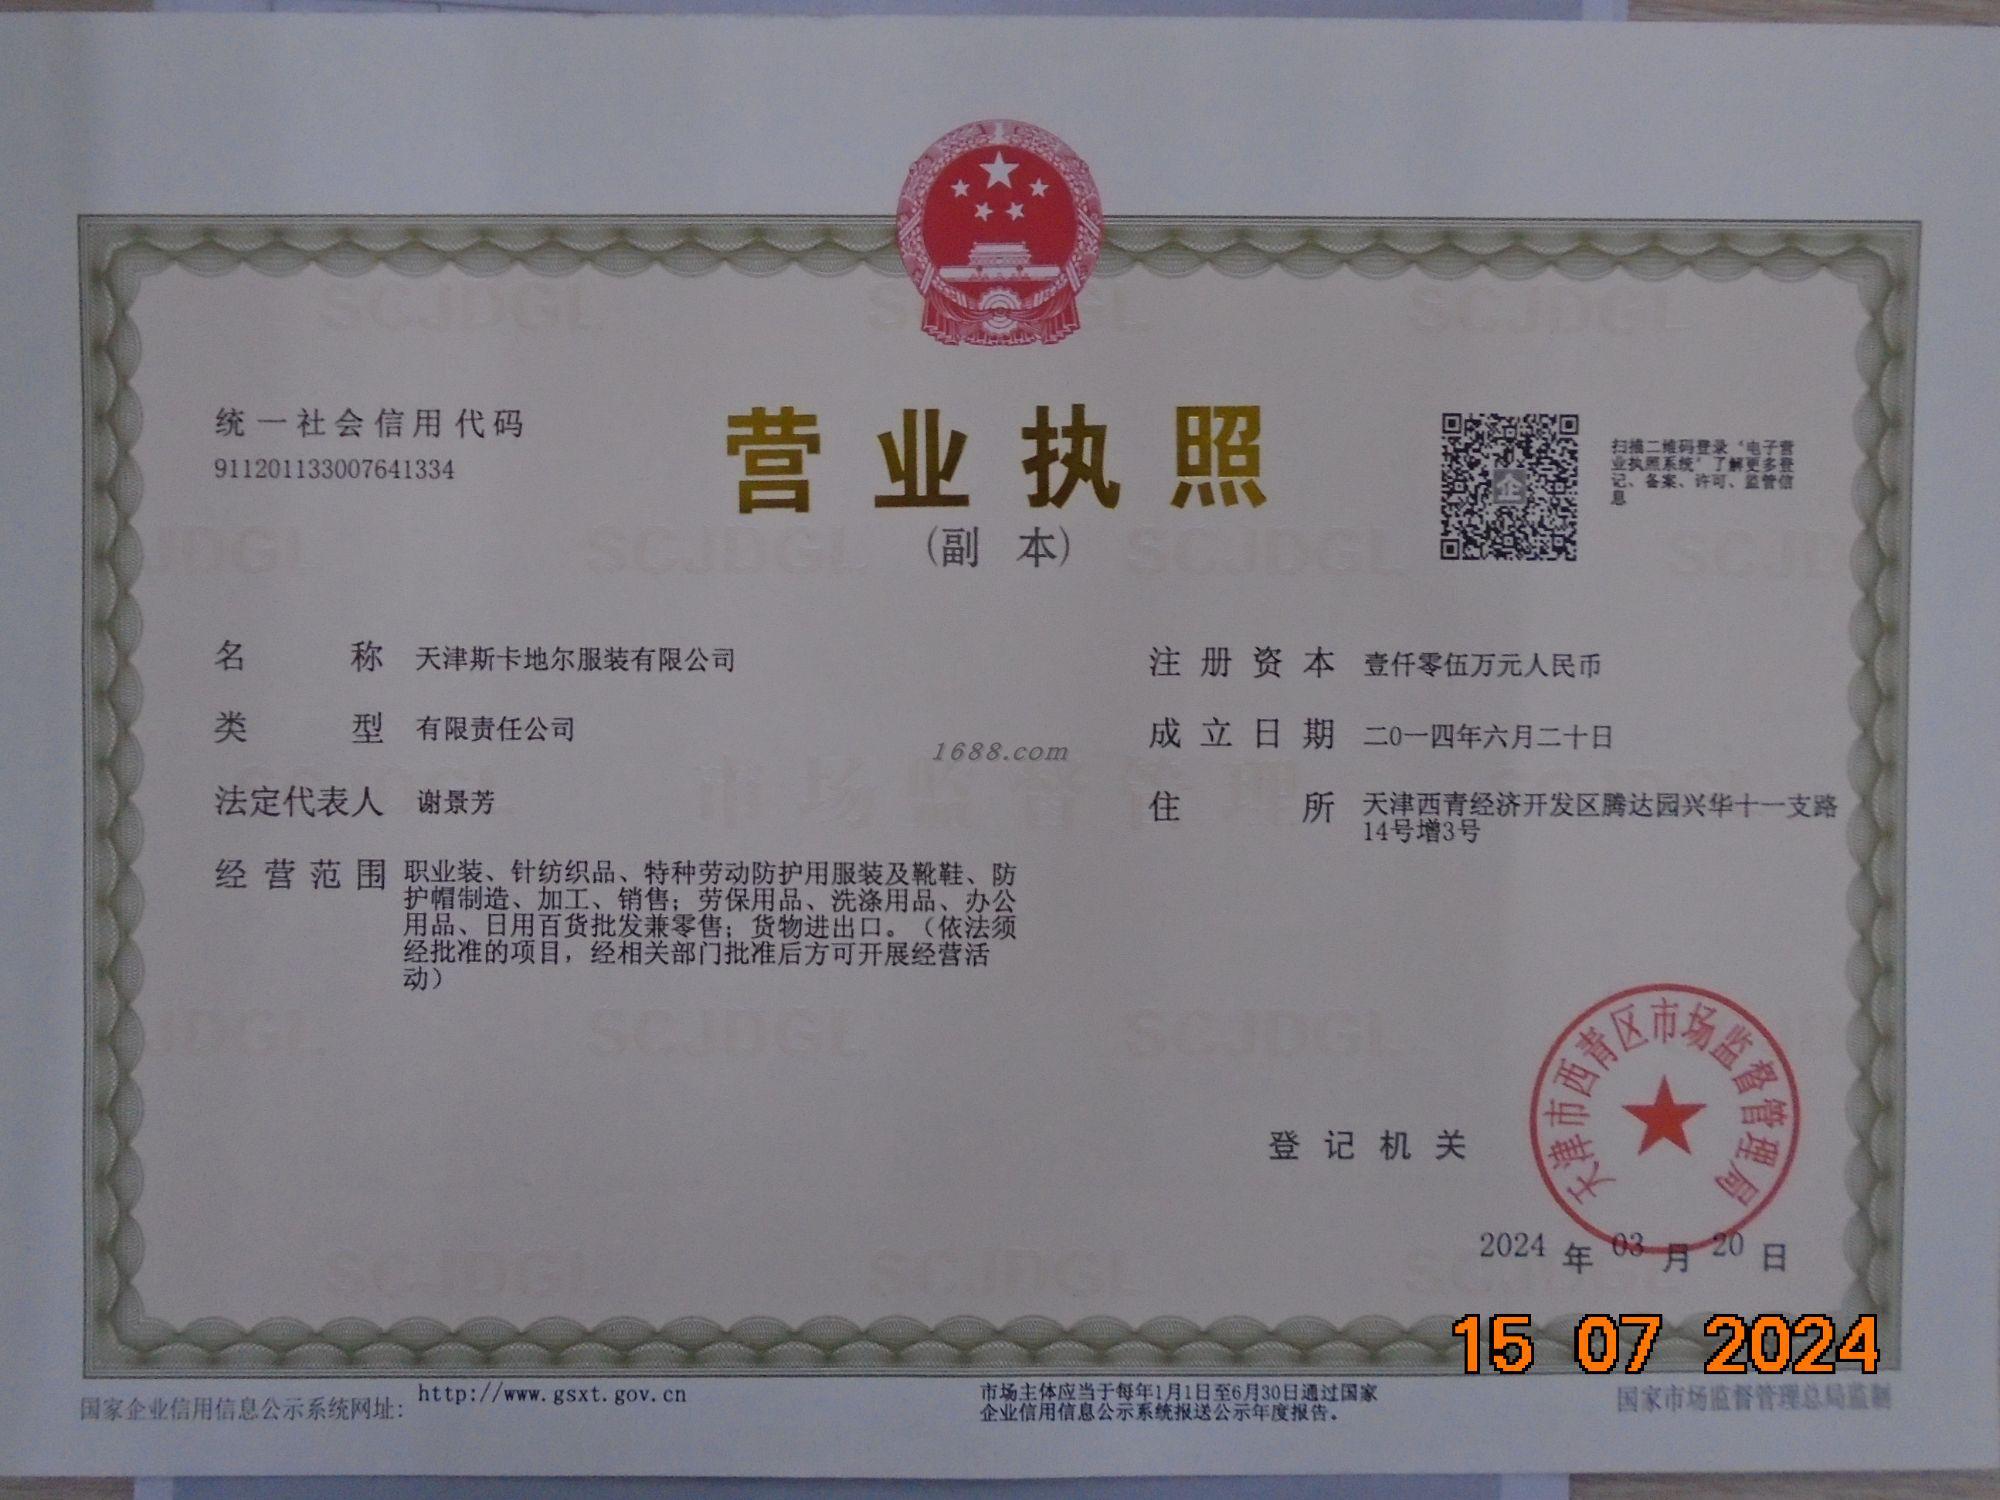 统一社会信用代码
911201133007641334
营业执照
(副 本)
企
扫描二维码登录‘电子营
业执照系统’了解更多登
记、备案、许可、监管信
息
名 称 天津斯卡地尔服装有限公司
类 型 有限责任公司
法定代表人 谢景芳
经营范围 职业装、针纺织品、特种劳动防护用服装及靴鞋、防
护帽制造、加工、销售；劳保用品、洗涤用品、办公
用品、日用百货批发兼零售；货物进出口。（依法须
经批准的项目，经相关部门批准后方可开展经营活
动）
注册资本 壹仟零伍万元人民币
成立日期 二0一四年六月二十日
住 所 天津西青经济开发区腾达园兴华十一支路
14号增3号
1688.com
SCJDGL
市场监督管理
登记机关
天津市西青区市场监督管理局
2024 年 03 月 20 日
15 07 2024
国家企业信用信息公示系统网址：http://www.gsxt.gov.cn
市场主体应当于每年1月1日至6月30日通过国家
企业信用信息公示系统报送公示年度报告。
国家市场监督管理总局监制